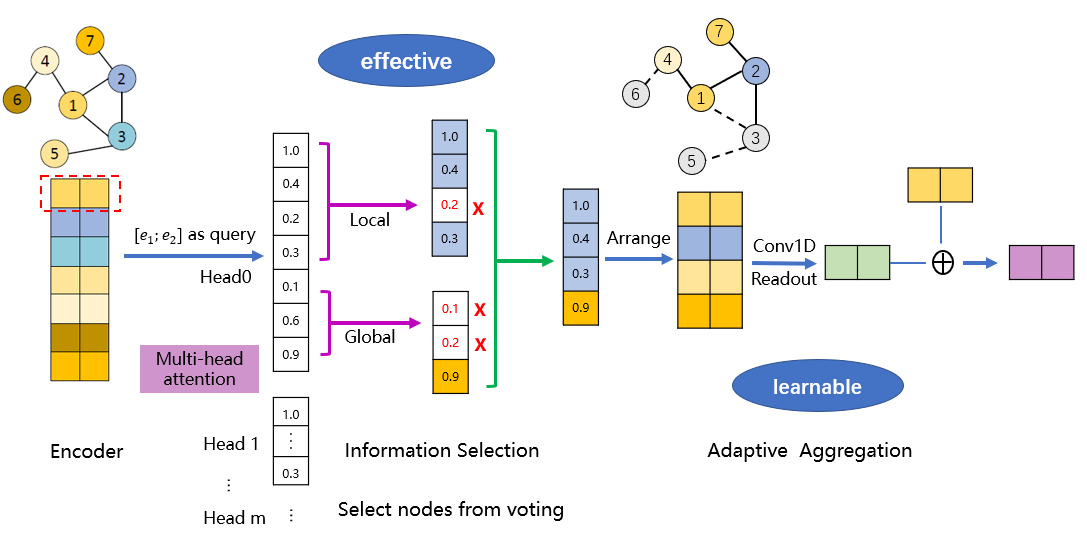 7
4
2
6
1
3
5
effective
7
4
2
6
1
3
5
[e1; e2] as query
Head0
1.0
0.4
0.2
0.3
0.1
0.6
0.9
Local
Global
1.0
0.4
0.2 X
0.3
0.1 X
0.2 X
0.9
1.0
0.4
0.3
0.9
Arrange
Conv1D
Readout
Multi-head
attention
learnable
Encoder
Head 1
1.0
⋮
0.3
⋮
Head m ⋮
Information Selection
Select nodes from voting
Adaptive Aggregation